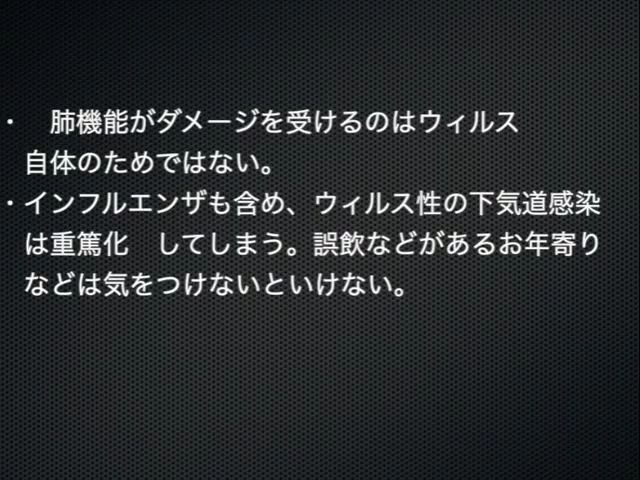 ・　肺機能がダメージを受けるのはウィルス
自体のためではない。
・インフルエンザも含め、ウィルス性の下気道感染
は重篤化　してしまう。誤飲などがあるお年寄り
などは気をつけないといけない。